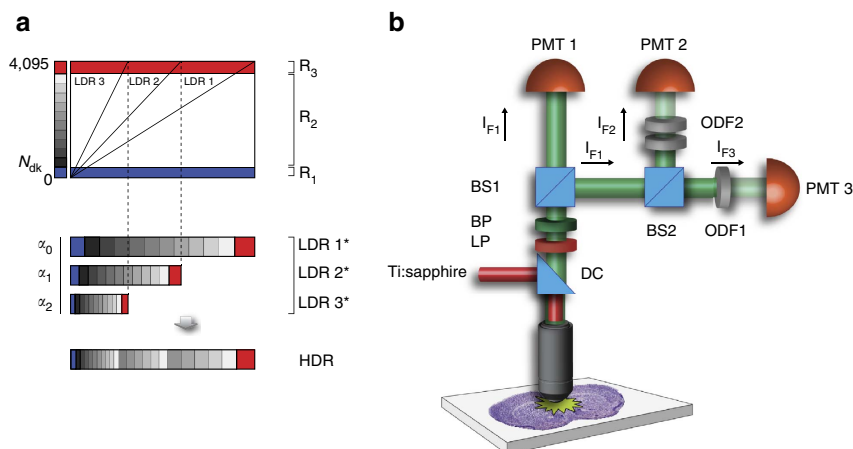 a
4,095
LDR 3 LDR 2 LDR 1
R3
R2
Ndk
0
R1
α0
LDR 1*
α1
LDR 2*
α2
LDR 3*
HDR
b
PMT 1
PMT 2
IF1
IF2
ODF2
IF1
IF3
BS1
PMT 3
BP
LP
BS2
ODF1
Ti:sapphire
DC